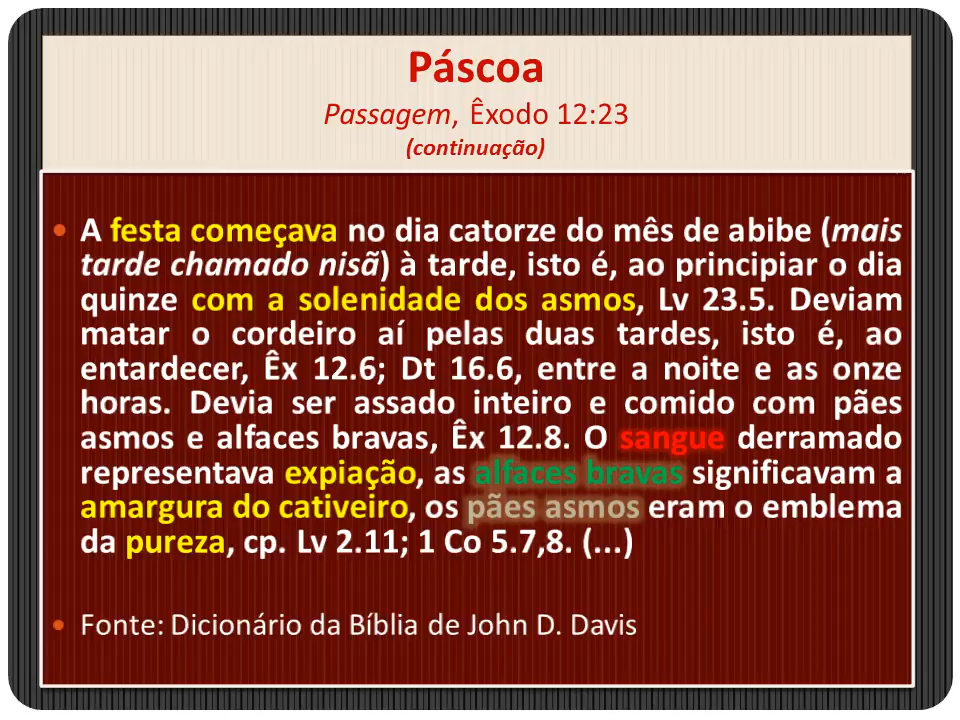 Páscoa
Passagem, Êxodo 12:23
(continuação)
• A festa começava no dia catorze do mês de abibe (mais
tarde chamado nisã) à tarde, isto é, ao principiar o dia
quinze com a solenidade dos asmos, Lv 23.5. Deviam
matar o cordeiro aí pelas duas tardes, isto é, ao
entardecer, Êx 12.6; Dt 16.6, entre a noite e as onze
horas. Devia ser assado inteiro e comido com pães
asmos e alfaces bravas, Êx 12.8. O sangue derramado
representava expiação, as alfaces bravas significavam a
amargura do cativeiro, os pães asmos eram o emblema
da pureza, cp. Lv 2.11; 1 Co 5.7,8. (...)
• Fonte: Dicionário da Bíblia de John D. Davis